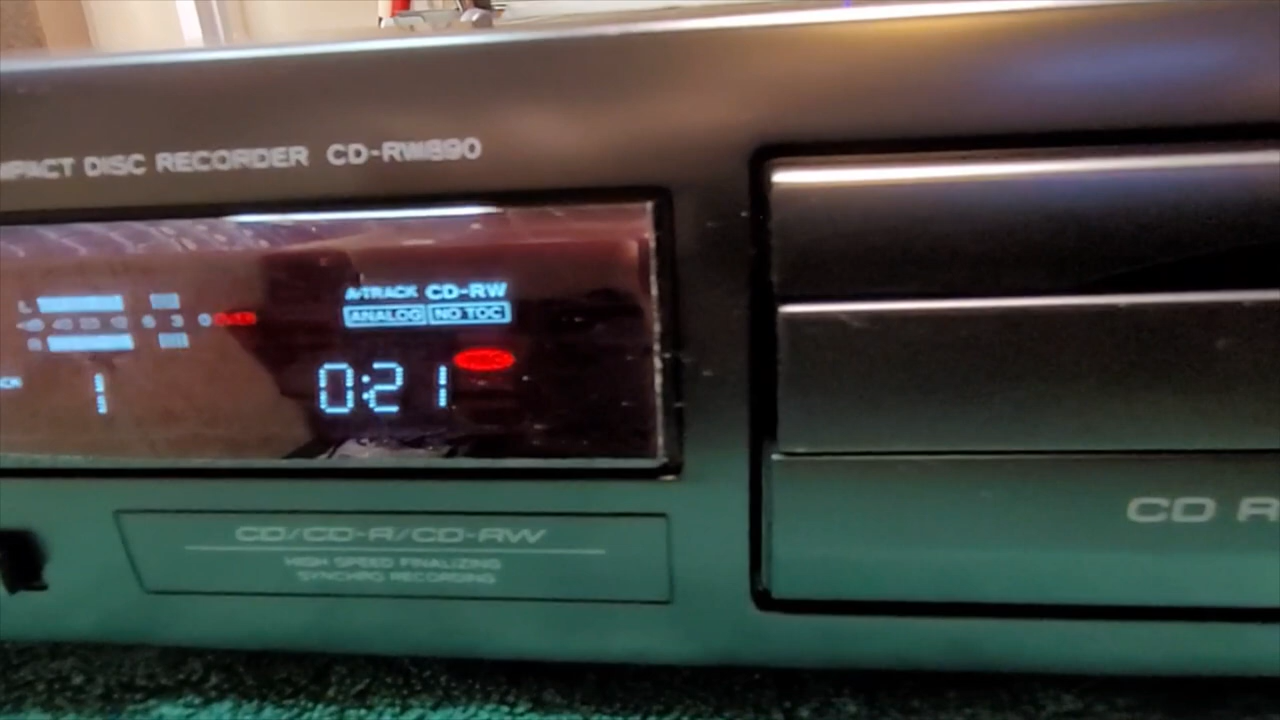 MPACT DISC RECORDER CD-RW890
A-TRACK CD-RW
ANALOG NO TOC
L
R
1
0:21
CD/CD-R/CD-RW
HIGH SPEED FINALIZING
SYNCHRO RECORDING
CD R